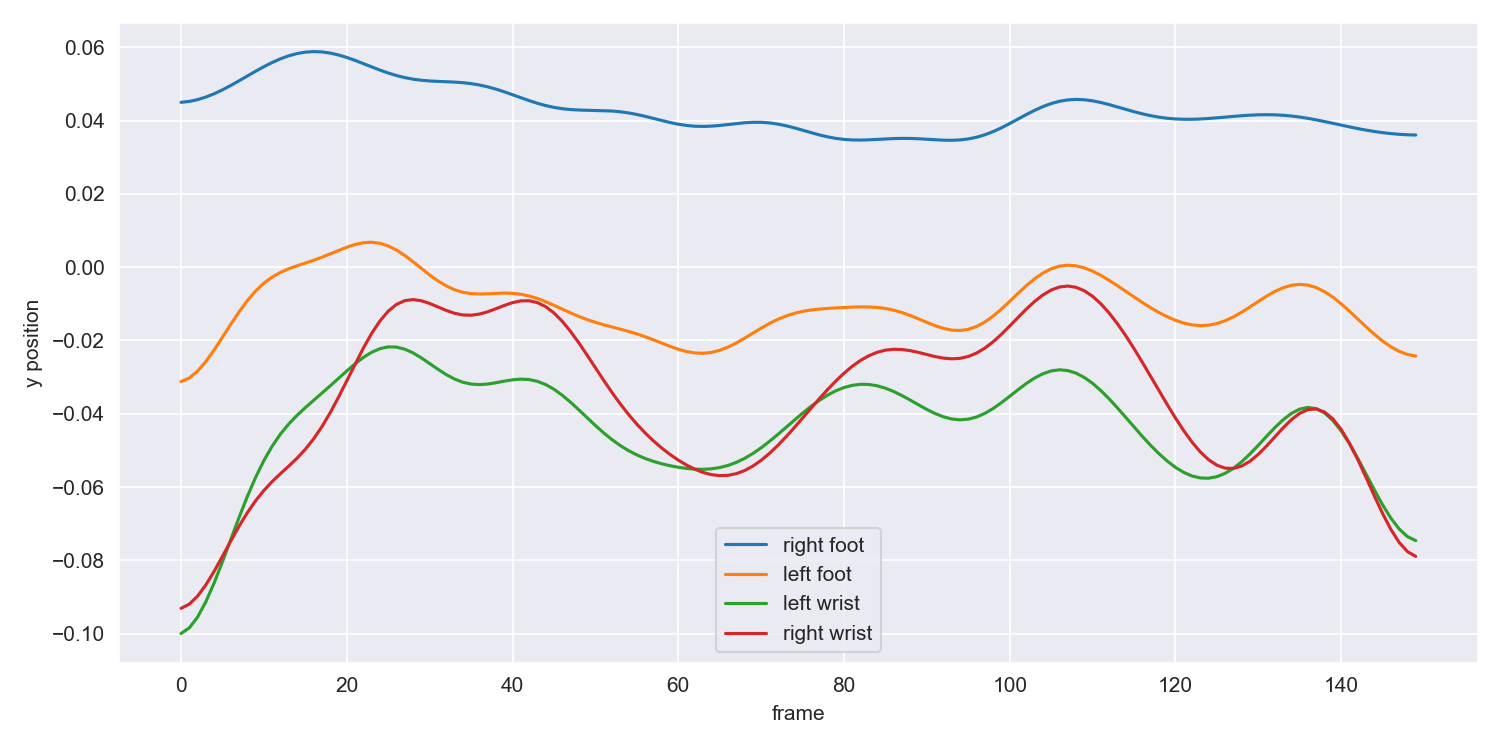 0.06
0.04
0.02
0.00
−0.02
−0.04
−0.06
−0.08
−0.10
y position
right foot
left foot
left wrist
right wrist
0 20 40 60 80 100 120 140
frame